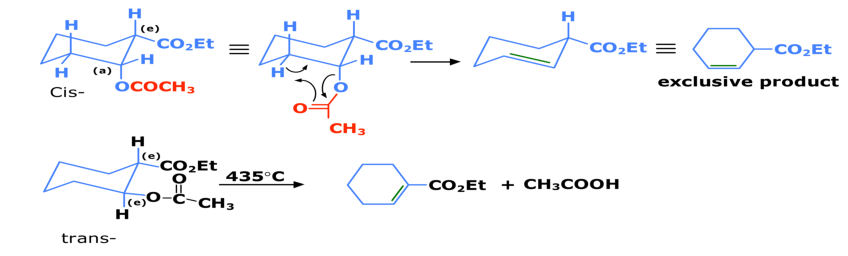 H H H
H (e) H
CO₂Et CO₂Et CO₂Et CO₂Et
H (a) H H H
OCOCH₃ O
Cis-
exclusive product
O
CH₃
H
(e) CO₂Et
O
435°C
(e) O-C-CH₃
H
CO₂Et + CH₃COOH
trans-